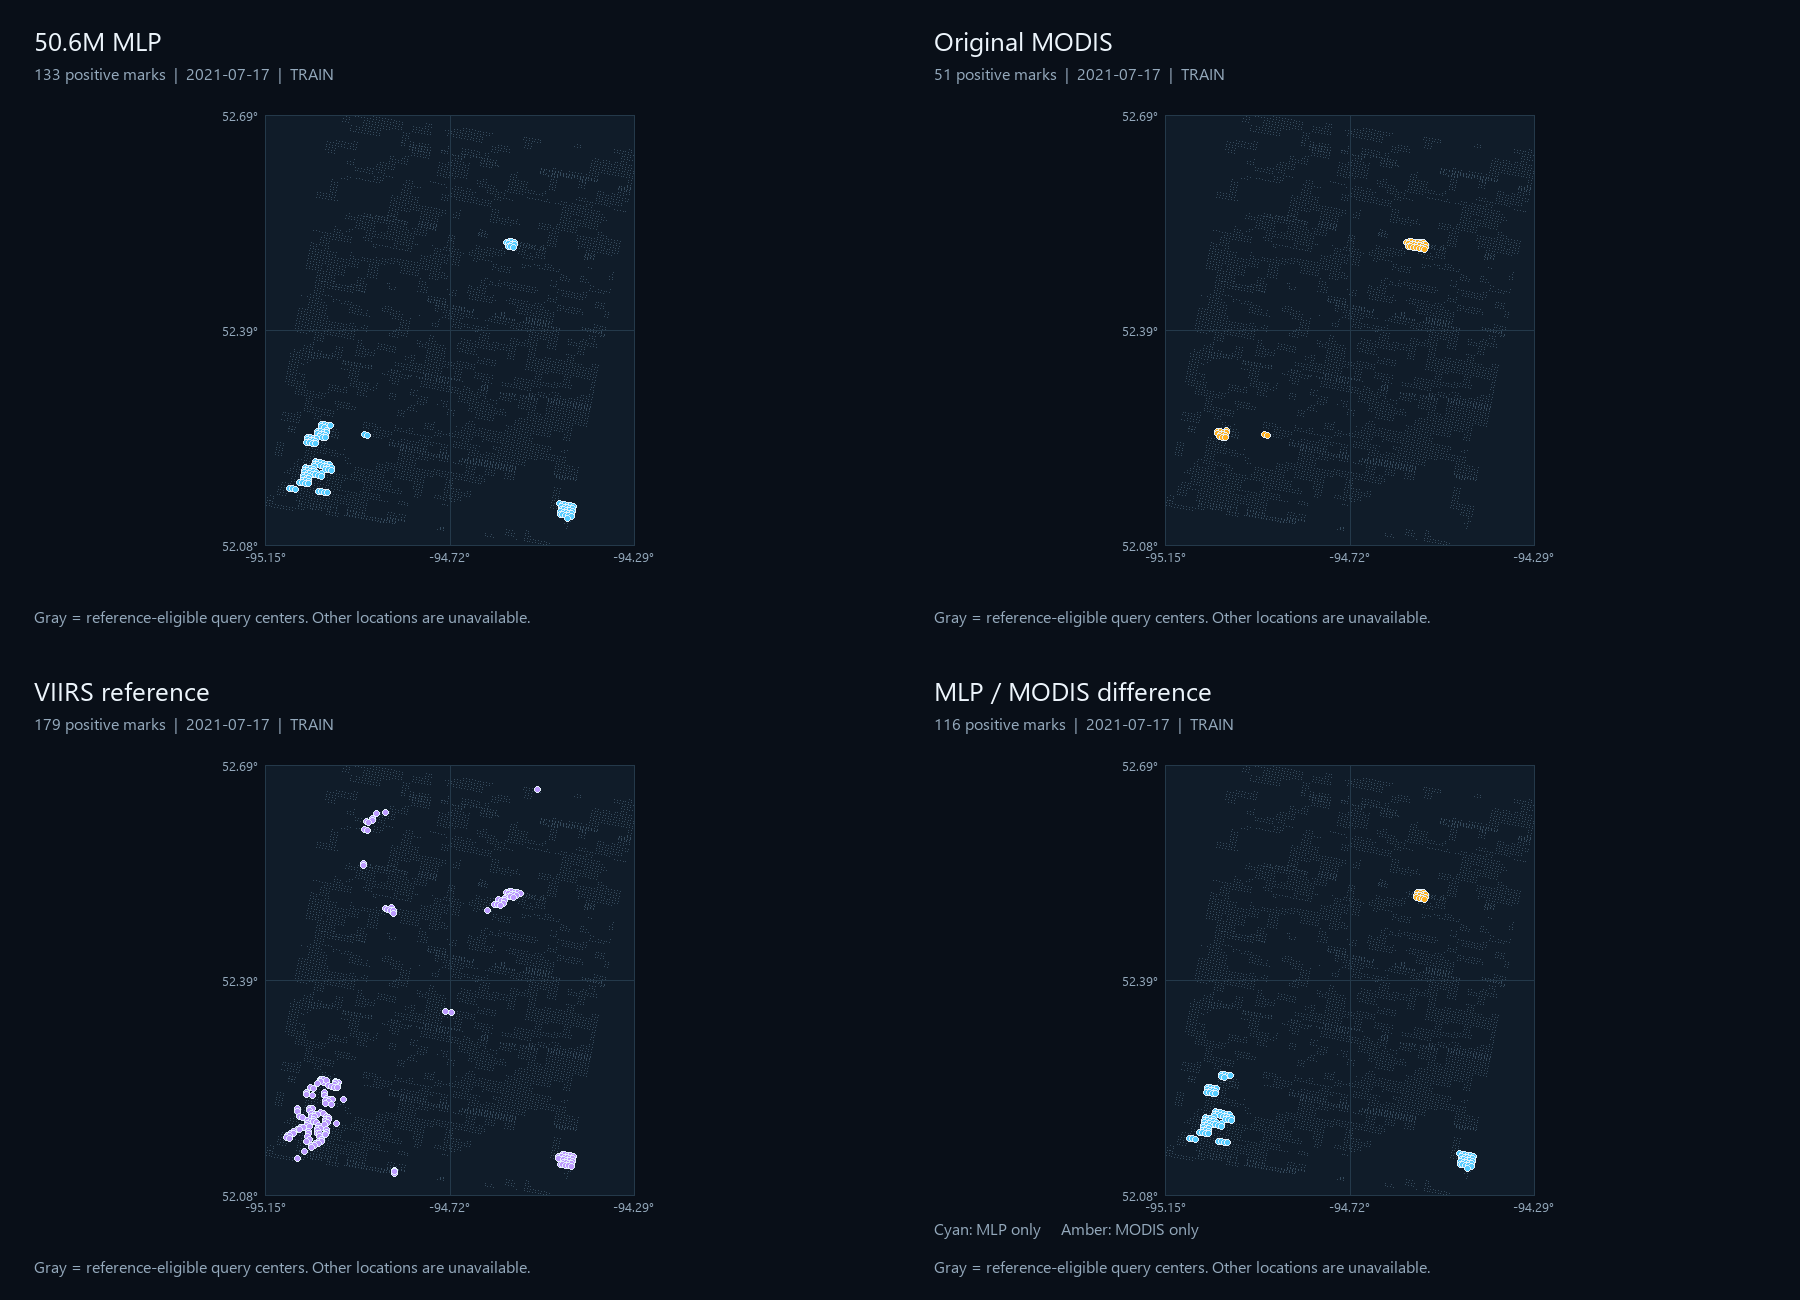 50.6M MLP
133 positive marks | 2021-07-17 | TRAIN
52.69°
52.39°
52.08°
-95.15°
-94.72°
-94.29°
Gray = reference-eligible query centers. Other locations are unavailable.
Original MODIS
51 positive marks | 2021-07-17 | TRAIN
52.69°
52.39°
52.08°
-95.15°
-94.72°
-94.29°
Gray = reference-eligible query centers. Other locations are unavailable.
VIIRS reference
179 positive marks | 2021-07-17 | TRAIN
52.69°
52.39°
52.08°
-95.15°
-94.72°
-94.29°
Gray = reference-eligible query centers. Other locations are unavailable.
MLP / MODIS difference
116 positive marks | 2021-07-17 | TRAIN
52.69°
52.39°
52.08°
-95.15°
-94.72°
-94.29°
Cyan: MLP only Amber: MODIS only
Gray = reference-eligible query centers. Other locations are unavailable.